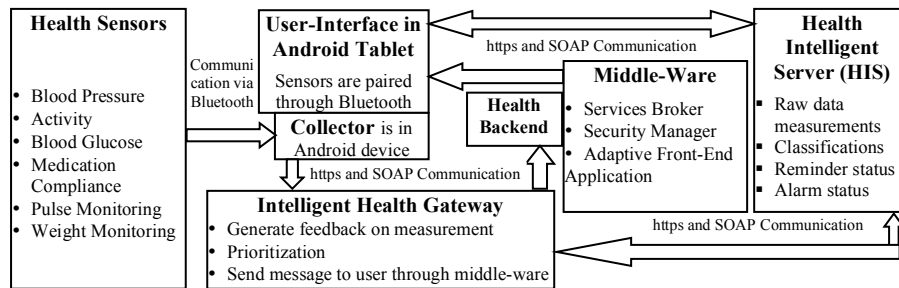 Health Sensors
• Blood Pressure
• Activity
• Blood Glucose
• Medication
Compliance
• Pulse Monitoring
• Weight Monitoring
Communi
cation via
Bluetooth
User-Interface in
Android Tablet
Sensors are paired
through Bluetooth
Collector is in
Android device
https and SOAP Communication
Health
Backend
Middle-Ware
• Services Broker
• Security Manager
• Adaptive Front-End
Application
Health
Intelligent
Server (HIS)
▪ Raw data
measurements
▪ Classifications
▪ Reminder status
▪ Alarm status
https and SOAP Communication
https and SOAP Communication
Intelligent Health Gateway
• Generate feedback on measurement
• Prioritization
• Send message to user through middle-ware